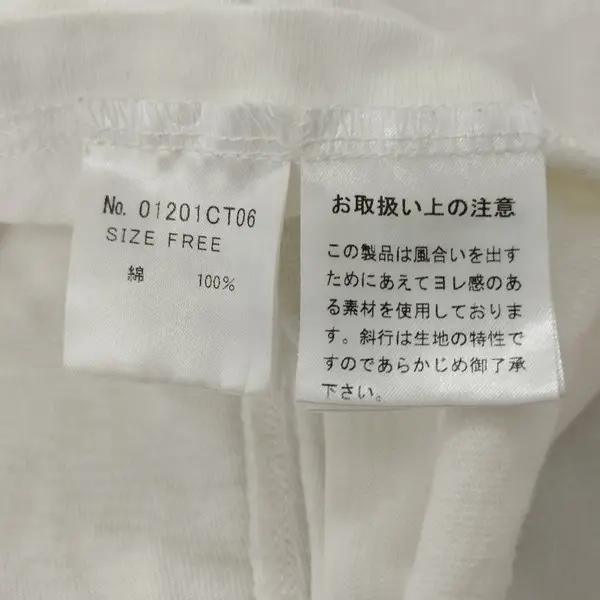 No. 01201CT06
SIZE FREE
綿 100%
お取扱い上の注意
この製品は風合いを出す
ためにあえてヨレ感のあ
る素材を使用しておりま
す。斜行は生地の特性で
すのであらかじめ御了承
下さい。